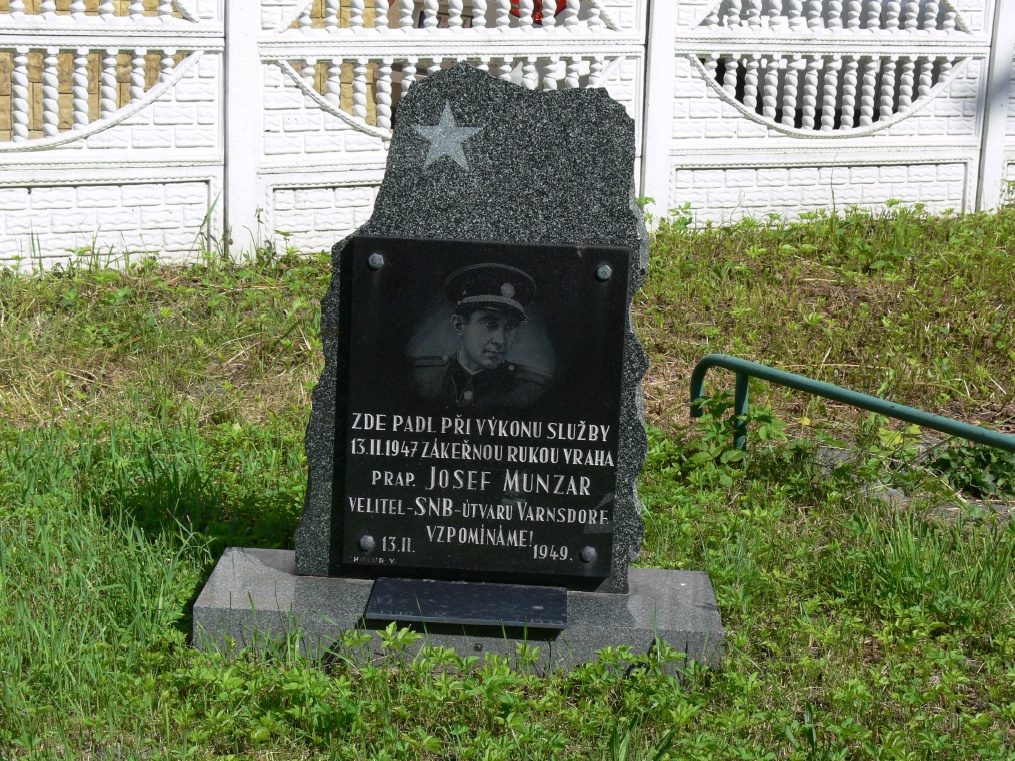 ZDE PADL PŘI VÝKONU SLUŽBY
13.II.1947 ZÁKEŘNOU RUKOU VRAHA
PRAP. JOSEF MUNZAR
VELITEL-SNB-ÚTVARU VARNSDORF.
VZPOMÍNÁME!
13.II. 1949.
HOLUB V.